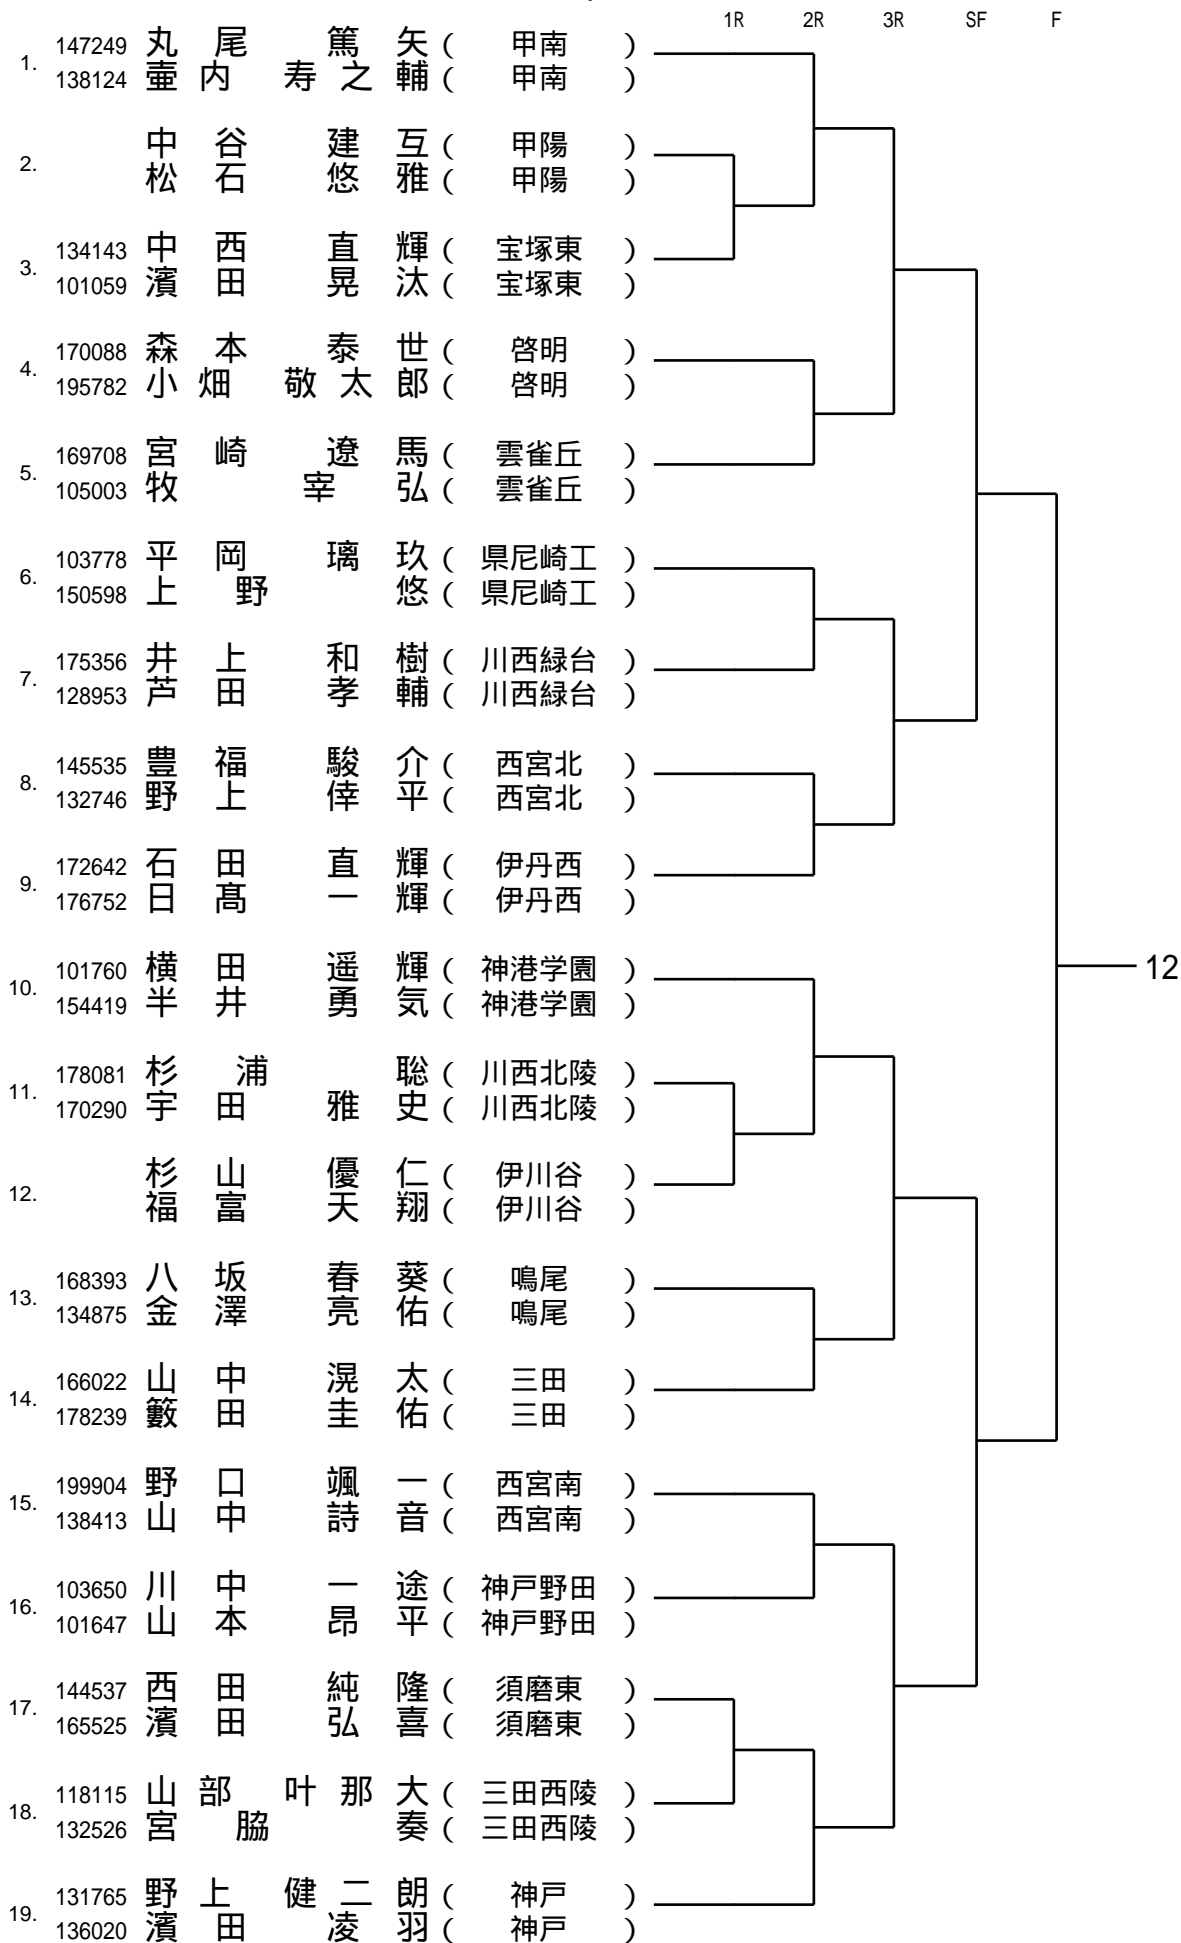 1R 2R 3R SF F
1. 147249 丸尾 篤矢 ( 甲南 )
138124 壷内 寿之輔 ( 甲南 )
2. 中谷 建互 ( 甲陽 )
松石 悠雅 ( 甲陽 )
3. 134143 中西 直輝 ( 宝塚東 )
101059 濱田 晃汰 ( 宝塚東 )
4. 170088 森本 泰世 ( 啓明 )
195782 小畑 敬太郎 ( 啓明 )
5. 169708 宮崎 遼馬 ( 雲雀丘 )
105003 牧 宰弘 ( 雲雀丘 )
6. 103778 平岡 璃玖 ( 県尼崎工 )
150598 上野 悠 ( 県尼崎工 )
7. 175356 井上 和樹 ( 川西緑台 )
128953 芦田 孝輔 ( 川西緑台 )
8. 145535 豊福 駿介 ( 西宮北 )
132746 野上 倖平 ( 西宮北 )
9. 172642 石田 直輝 ( 伊丹西 )
176752 日髙 一輝 ( 伊丹西 )
10. 101760 横田 遥輝 ( 神港学園 )
154419 半井 勇気 ( 神港学園 )
12
11. 178081 杉浦 聡 ( 川西北陵 )
170290 宇田 雅史 ( 川西北陵 )
12. 杉山 優仁 ( 伊川谷 )
福富 天翔 ( 伊川谷 )
13. 168393 八坂 春葵 ( 鳴尾 )
134875 金澤 亮佑 ( 鳴尾 )
14. 166022 山中 滉太 ( 三田 )
178239 籔田 圭佑 ( 三田 )
15. 199904 野口 颯一 ( 西宮南 )
138413 山中 詩音 ( 西宮南 )
16. 103650 川中 一途 ( 神戸野田 )
101647 山本 昂平 ( 神戸野田 )
17. 144537 西田 純隆 ( 須磨東 )
165525 濱田 弘喜 ( 須磨東 )
18. 118115 山部 叶那大 ( 三田西陵 )
132526 宮脇 奏 ( 三田西陵 )
19. 131765 野上 健二朗 ( 神戸 )
136020 濱田 凌羽 ( 神戸 )